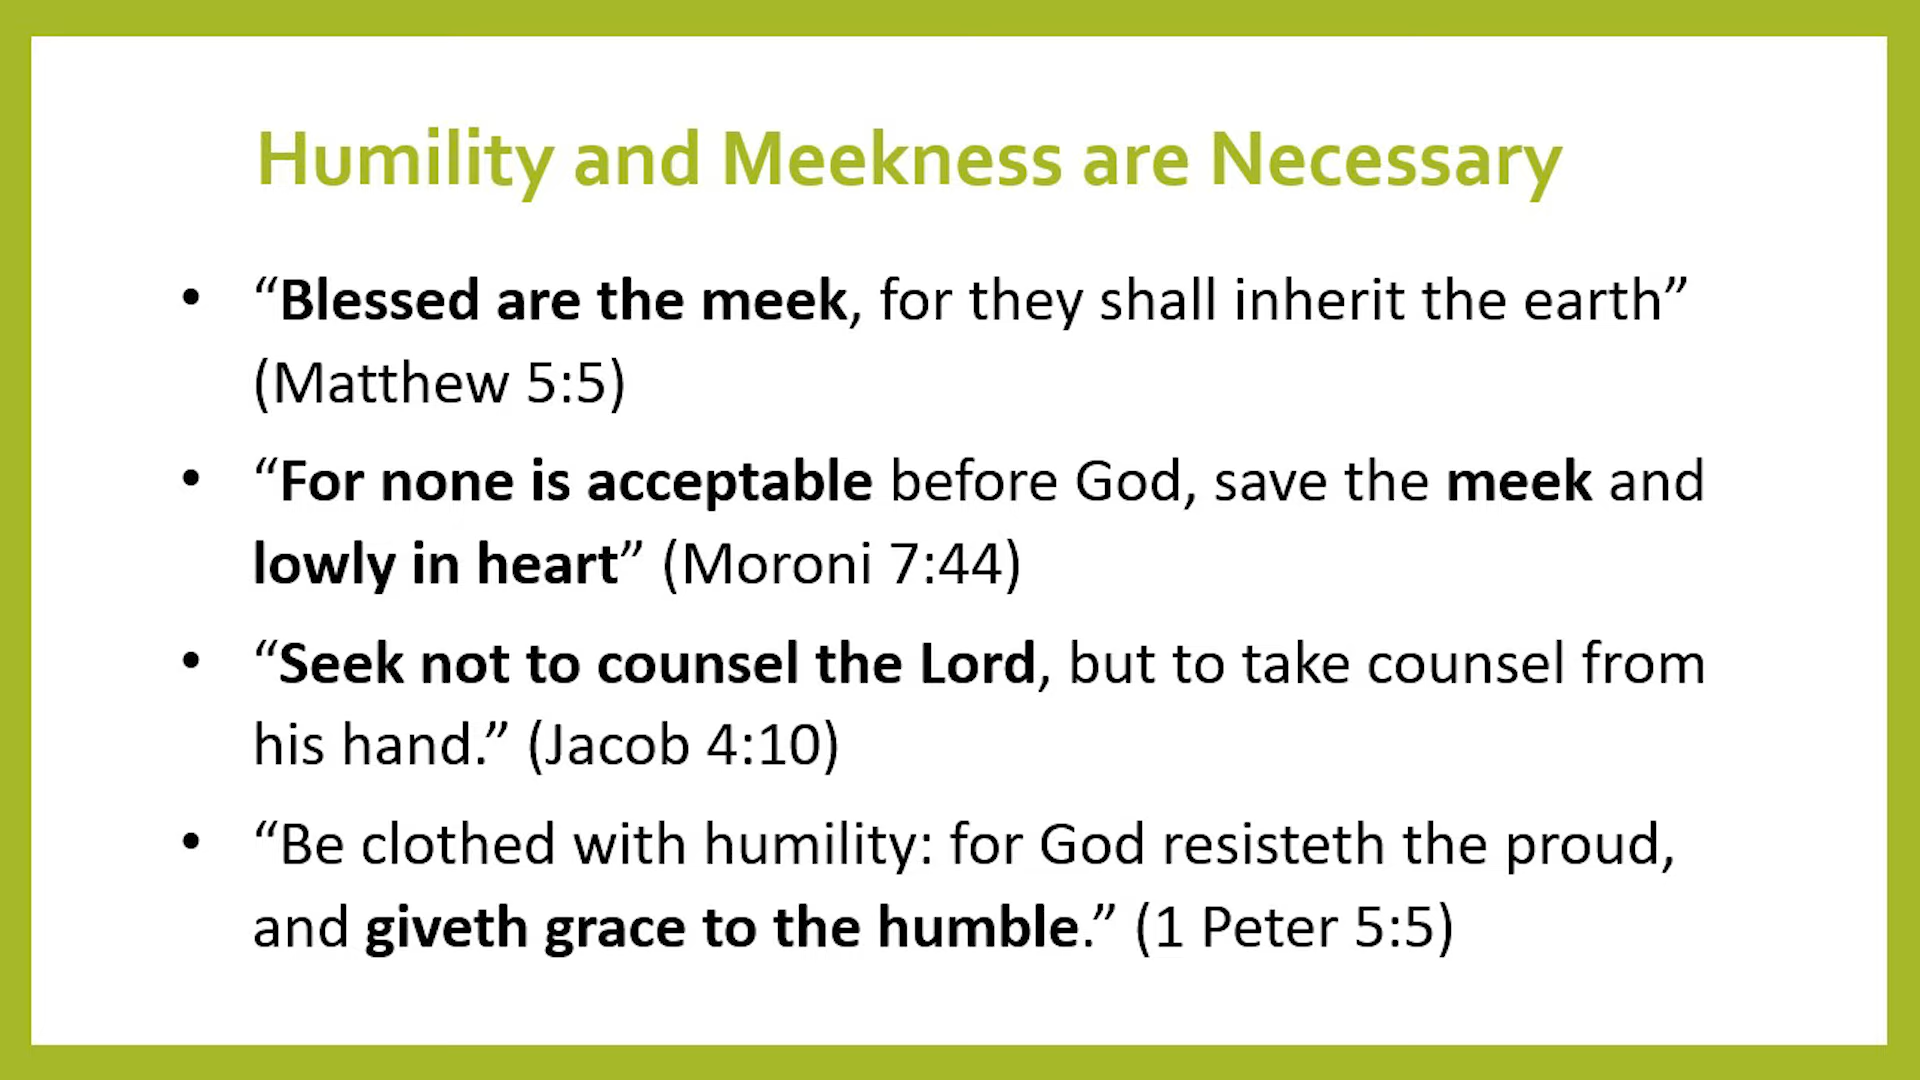 Humility and Meekness are Necessary
• “Blessed are the meek, for they shall inherit the earth”
(Matthew 5:5)
• “For none is acceptable before God, save the meek and
lowly in heart” (Moroni 7:44)
• “Seek not to counsel the Lord, but to take counsel from
his hand.” (Jacob 4:10)
• “Be clothed with humility: for God resisteth the proud,
and giveth grace to the humble.” (1 Peter 5:5)